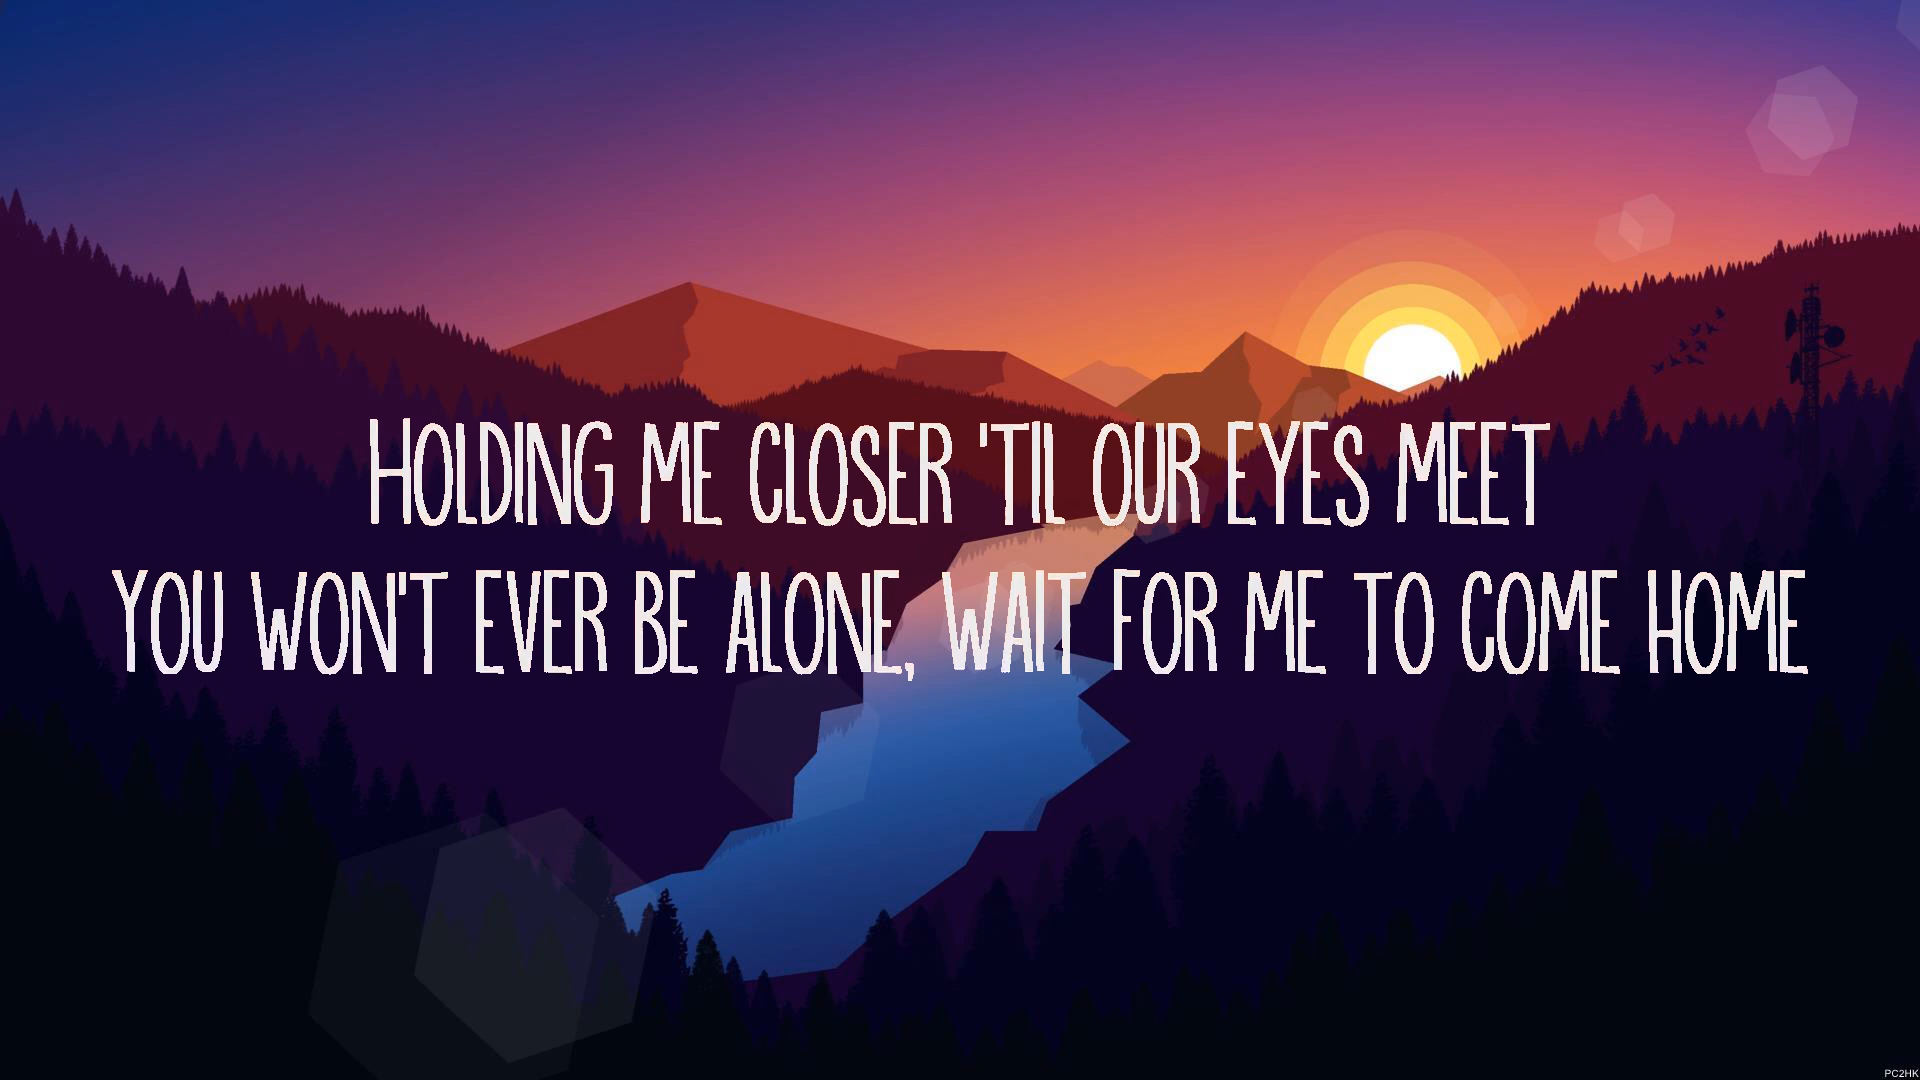 HOLDING ME CLOSER 'TIL OUR EYES MEET
YOU WON'T EVER BE ALONE, WAIT FOR ME TO COME HOME
PC2HK